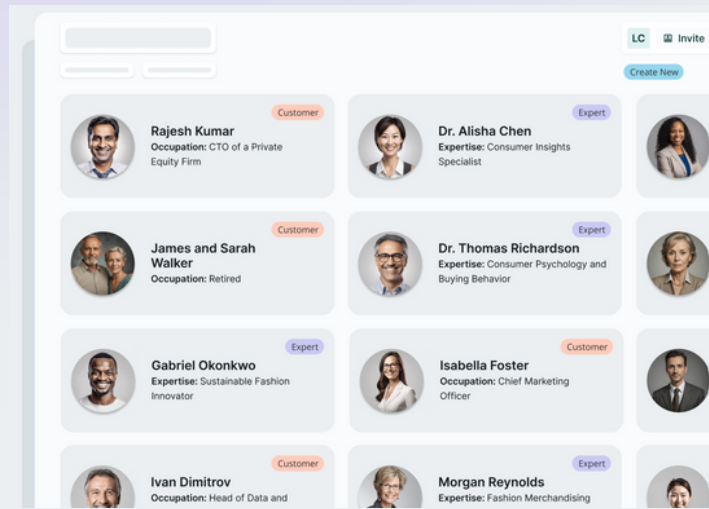 LC
Invite
Create New
Customer
Rajesh Kumar
Occupation: CTO of a Private
Equity Firm
Expert
Dr. Alisha Chen
Expertise: Consumer Insights
Specialist
Customer
James and Sarah
Walker
Occupation: Retired
Expert
Dr. Thomas Richardson
Expertise: Consumer Psychology and
Buying Behavior
Expert
Gabriel Okonkwo
Expertise: Sustainable Fashion
Innovator
Customer
Isabella Foster
Occupation: Chief Marketing
Officer
Customer
Ivan Dimitrov
Occupation: Head of Data and
Expert
Morgan Reynolds
Expertise: Fashion Merchandising